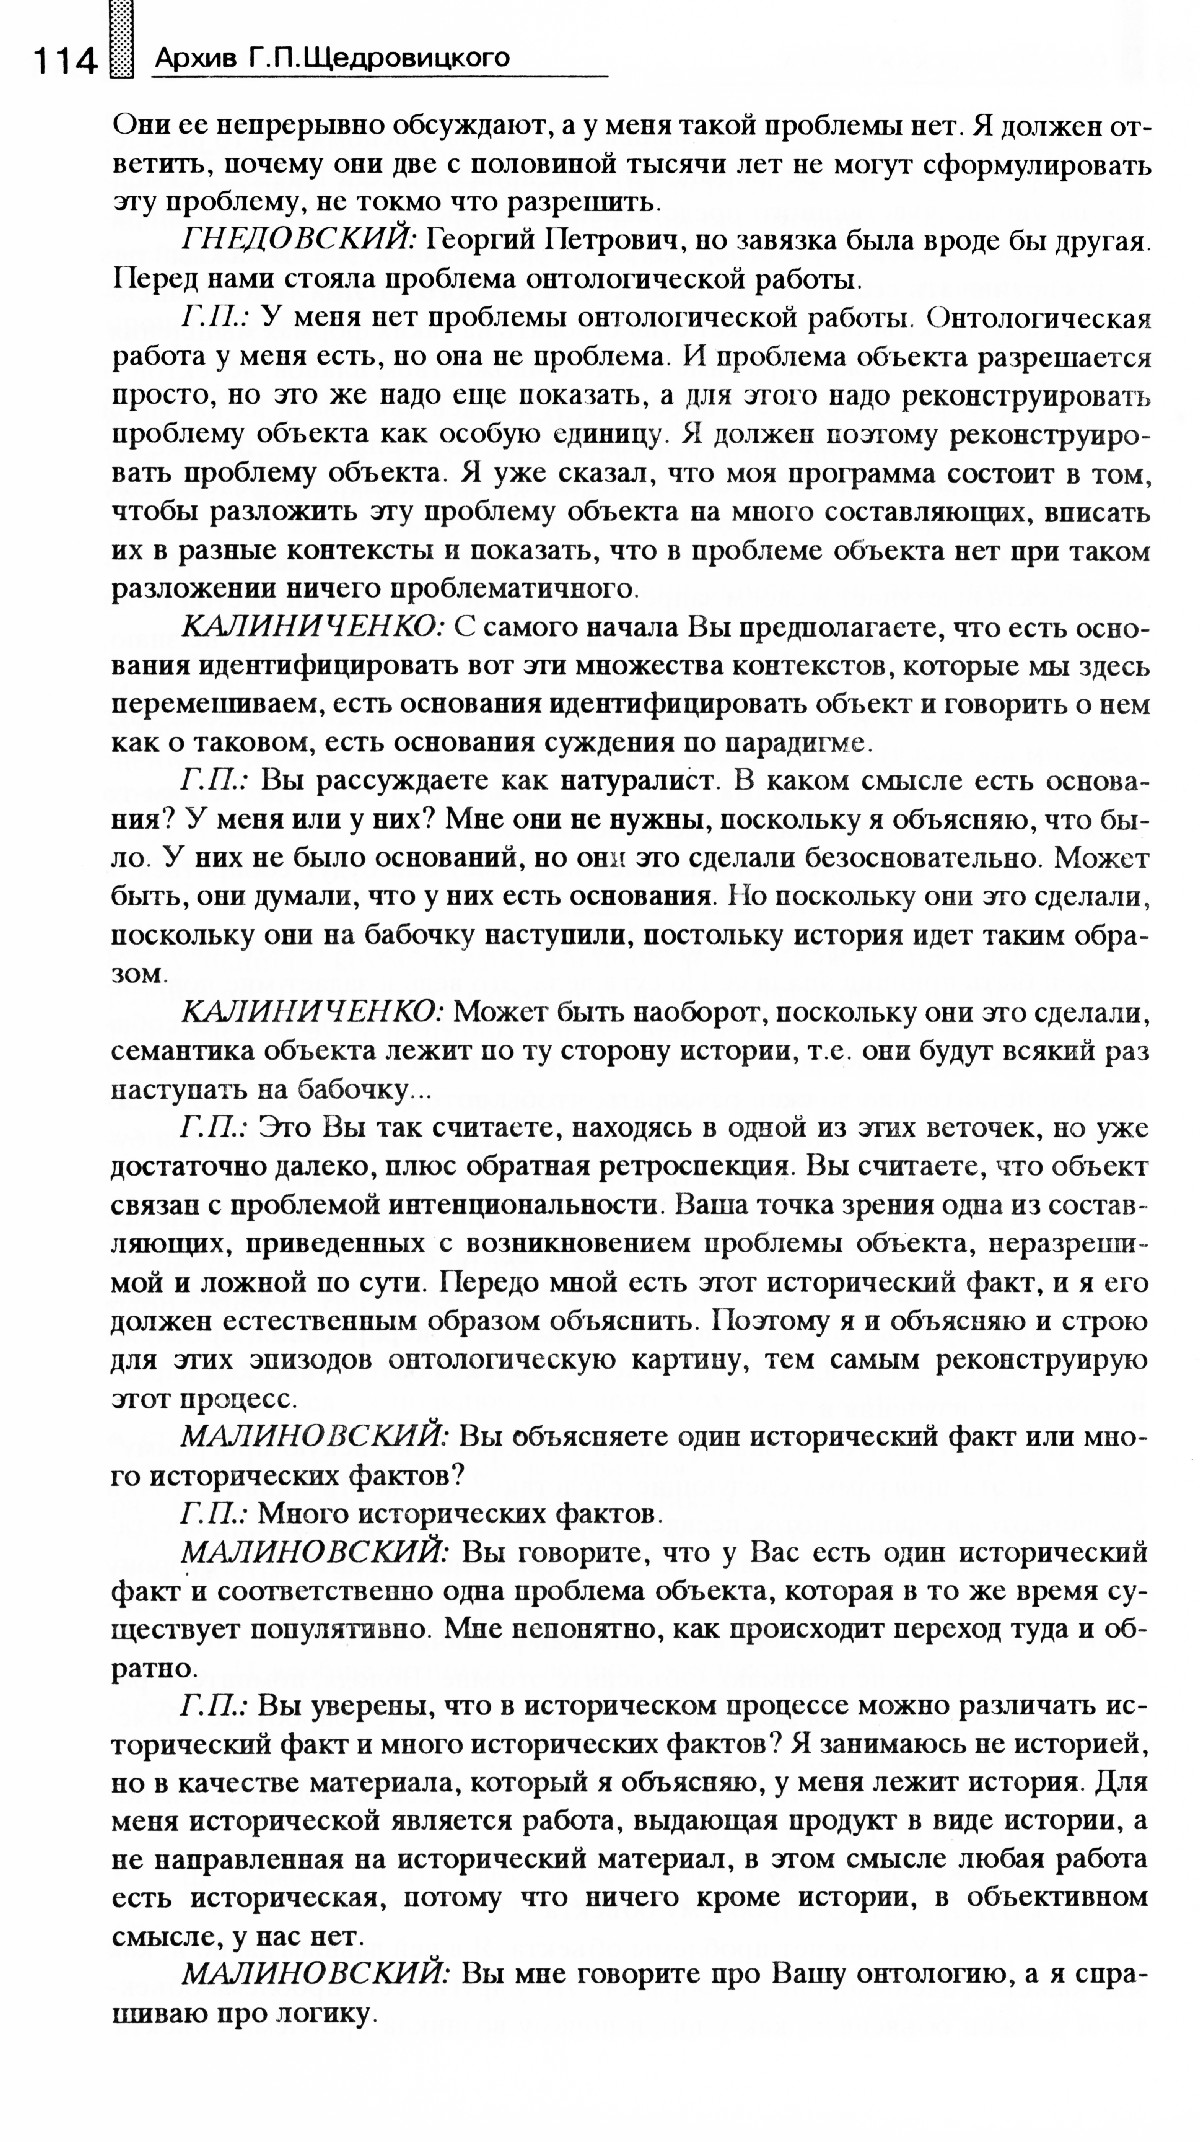 114 Архив Г.П.Щедровицкого
Они ее непрерывно обсуждают, а у меня такой проблемы нет. Я должен от-
ветить, почему они две с половиной тысячи лет не могут сформулировать
эту проблему, не токмо что разрешить.
ГНЕДОВСКИЙ: Георгий Петрович, но завязка была вроде бы другая.
Перед нами стояла проблема онтологической работы.
Г.П.: У меня нет проблемы онтологической работы. Онтологическая
работа у меня есть, но она не проблема. И проблема объекта разрешается
просто, но это же надо еще показать, а для этого надо реконструировать
проблему объекта как особую единицу. Я должен поэтому реконструиро-
вать проблему объекта. Я уже сказал, что моя программа состоит в том,
чтобы разложить эту проблему объекта на много составляющих, вписать
их в разные контексты и показать, что в проблеме объекта нет при таком
разложении ничего проблематичного.
КАЛИНИЧЕНКО: С самого начала Вы предполагаете, что есть осно-
вания идентифицировать вот эти множества контекстов, которые мы здесь
перемешиваем, есть основания идентифицировать объект и говорить о нем
как о таковом, есть основания суждения по парадигме.
Г.П.: Вы рассуждаете как натуралист. В каком смысле есть основа-
ния? У меня или у них? Мне они не нужны, поскольку я объясняю, что бы-
ло. У них не было оснований, но они это сделали безосновательно. Может
быть, они думали, что у них есть основания. Но поскольку они это сделали,
поскольку они на бабочку наступили, постольку история идет таким обра-
зом.
КАЛИНИЧЕНКО: Может быть наоборот, поскольку они это сделали,
семантика объекта лежит по ту сторону истории, т.е. они будут всякий раз
наступать на бабочку...
Г.П.: Это Вы так считаете, находясь в одной из этих веточек, но уже
достаточно далеко, плюс обратная ретроспекция. Вы считаете, что объект
связан с проблемой интенциональности. Ваша точка зрения одна из состав-
ляющих, приведенных с возникновением проблемы объекта, неразреши-
мой и ложной по сути. Передо мной есть этот исторический факт, и я его
должен естественным образом объяснить. Поэтому я и объясняю и строю
для этих эпизодов онтологическую картину, тем самым реконструирую
этот процесс.
МАЛИНОВСКИЙ: Вы объясняете один исторический факт или мно-
го исторических фактов?
Г.П.: Много исторических фактов.
МАЛИНОВСКИЙ: Вы говорите, что у Вас есть один исторический
факт и соответственно одна проблема объекта, которая в то же время су-
ществует популятивно. Мне непонятно, как происходит переход туда и об-
ратно.
Г.П.: Вы уверены, что в историческом процессе можно различать ис-
торический факт и много исторических фактов? Я занимаюсь не историей,
но в качестве материала, который я объясняю, у меня лежит история. Для
меня исторической является работа, выдающая продукт в виде истории, а
не направленная на исторический материал, в этом смысле любая работа
есть историческая, потому что ничего кроме истории, в объективном
смысле, у нас нет.
МАЛИНОВСКИЙ: Вы мне говорите про Вашу онтологию, а я спра-
шиваю про логику.